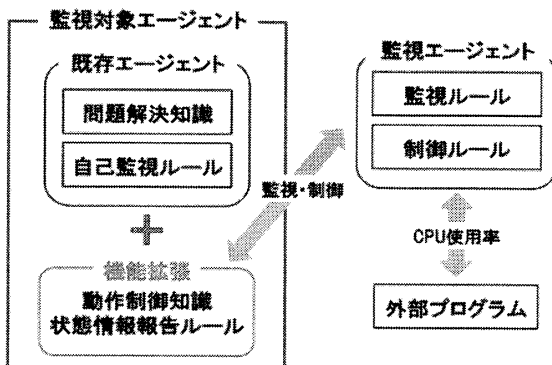 監視対象エージェント
既存エージェント
問題解決知識
自己監視ルール
+
機能拡張
動作制御知識
状態情報報告ルール
監視・制御
監視エージェント
監視ルール
制御ルール
CPU使用率
外部プログラム